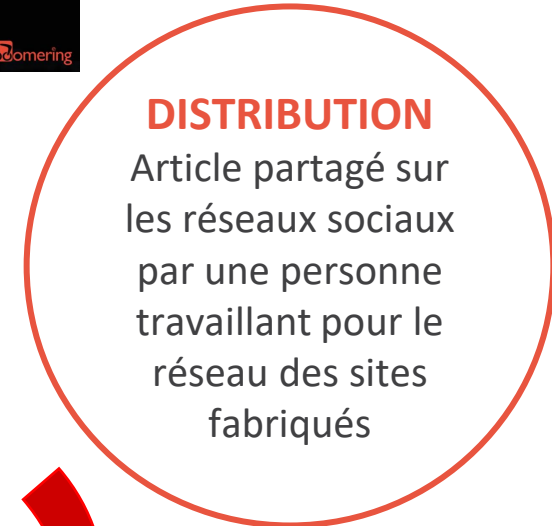 omering
DISTRIBUTION
Article partagé sur
les réseaux sociaux
par une personne
travaillant pour le
réseau des sites
fabriqués